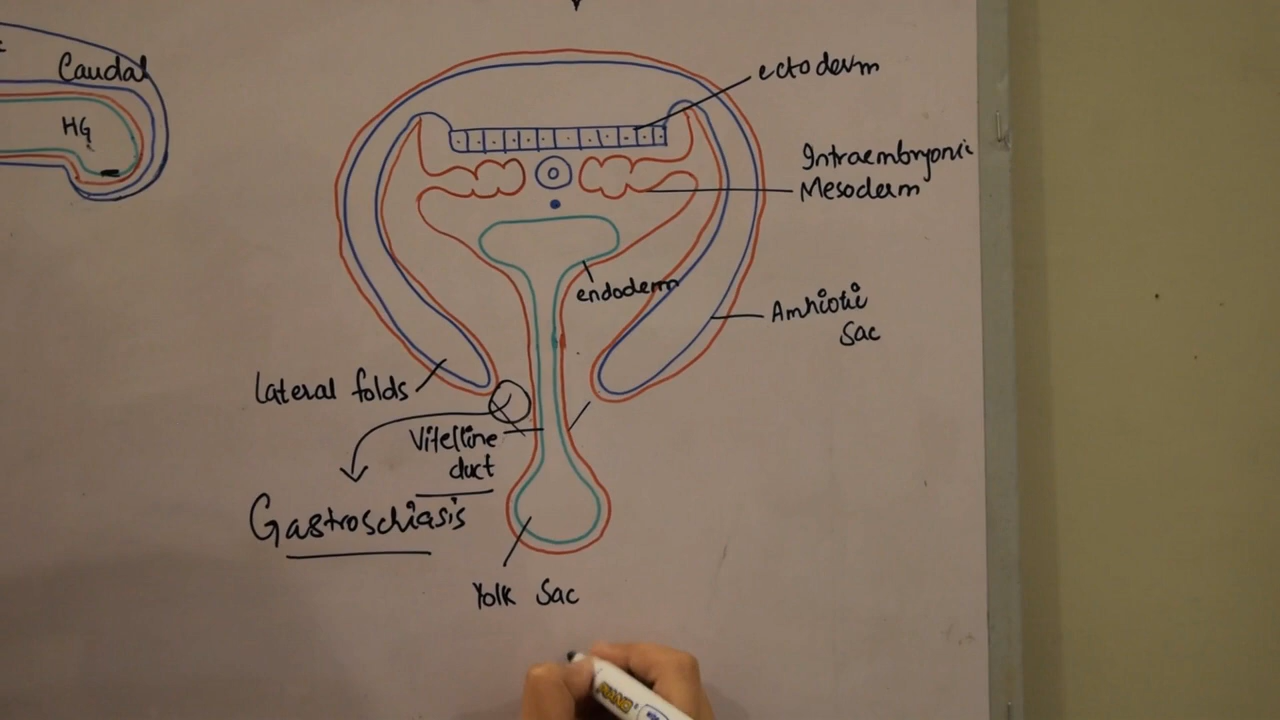 Caudal
HG
ectoderm
Intraembryonic
Mesoderm
endoderm
Amniotic
Sac
Lateral folds
Vitelline
duct
Gastroschiasis
Yolk Sac